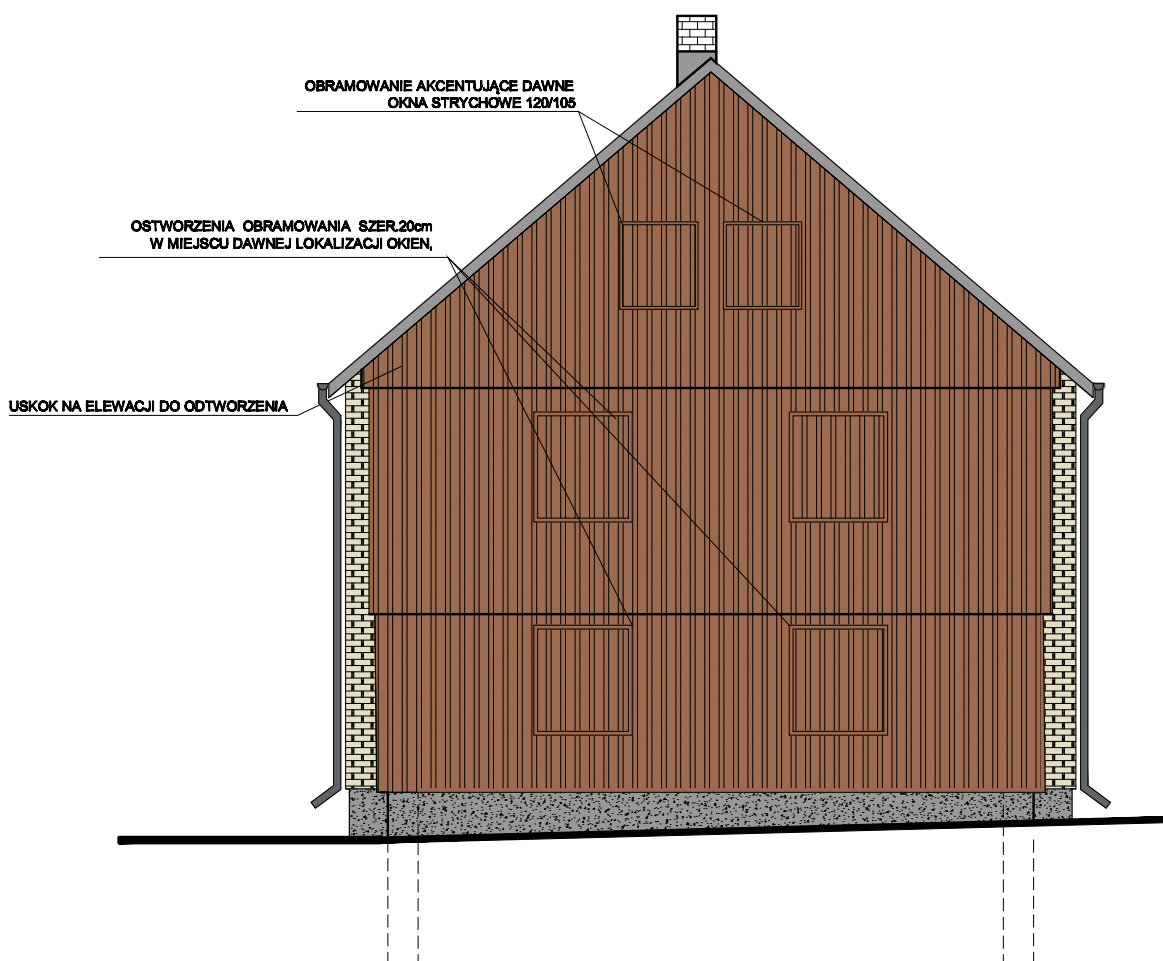 OBRAMOWANIE AKCENTUJĄCE DAWNE
OKNA STRYCHOWE 120/105
OSTWORZENIA OBRAMOWANIA SZER.20cm
W MIEJSCU DAWNEJ LOKALIZACJI OKIEN,
USKOK NA ELEWACJI DO ODTWORZENIA